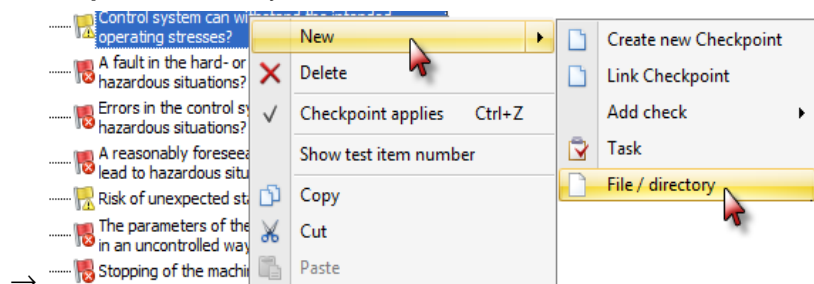 Control system can withstand the intended
operating stresses?
A fault in the hard- or
hazardous situations?
Errors in the control sy
hazardous situations?
A reasonably foreseea
lead to hazardous situ
Risk of unexpected sta
The parameters of the
in an uncontrolled way
Stopping of the machi
New
Delete
Checkpoint applies Ctrl+Z
Show test item number
Copy
Cut
Paste
Create new Checkpoint
Link Checkpoint
Add check
Task
File / directory